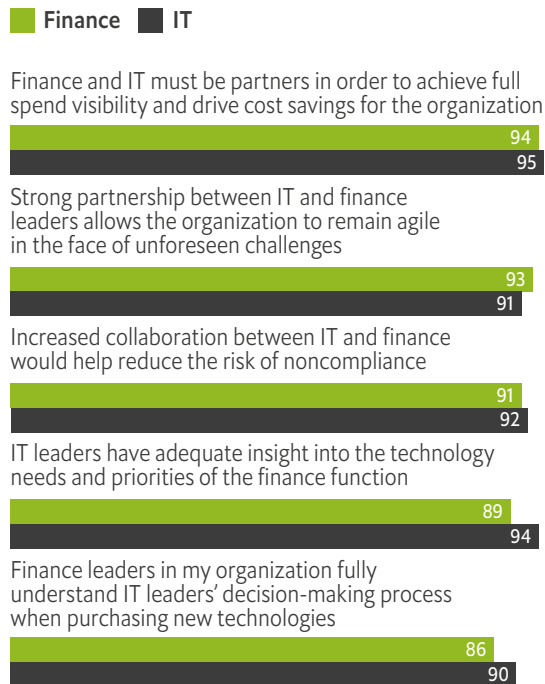 Finance IT
Finance and IT must be partners in order to achieve full
spend visibility and drive cost savings for the organization
94
95
Strong partnership between IT and finance
leaders allows the organization to remain agile
in the face of unforeseen challenges
93
91
Increased collaboration between IT and finance
would help reduce the risk of noncompliance
91
92
IT leaders have adequate insight into the technology
needs and priorities of the finance function
89
94
Finance leaders in my organization fully
understand IT leaders’ decision-making process
when purchasing new technologies
86
90